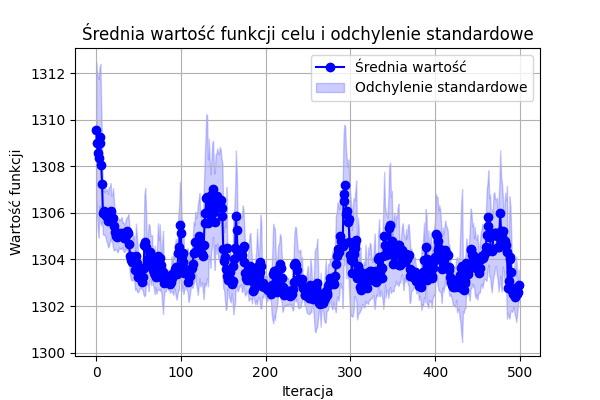 Średnia wartość funkcji celu i odchylenie standardowe
Średnia wartość
Odchylenie standardowe
Wartość funkcji
1312
1310
1308
1306
1304
1302
1300
0 100 200 300 400 500
Iteracja